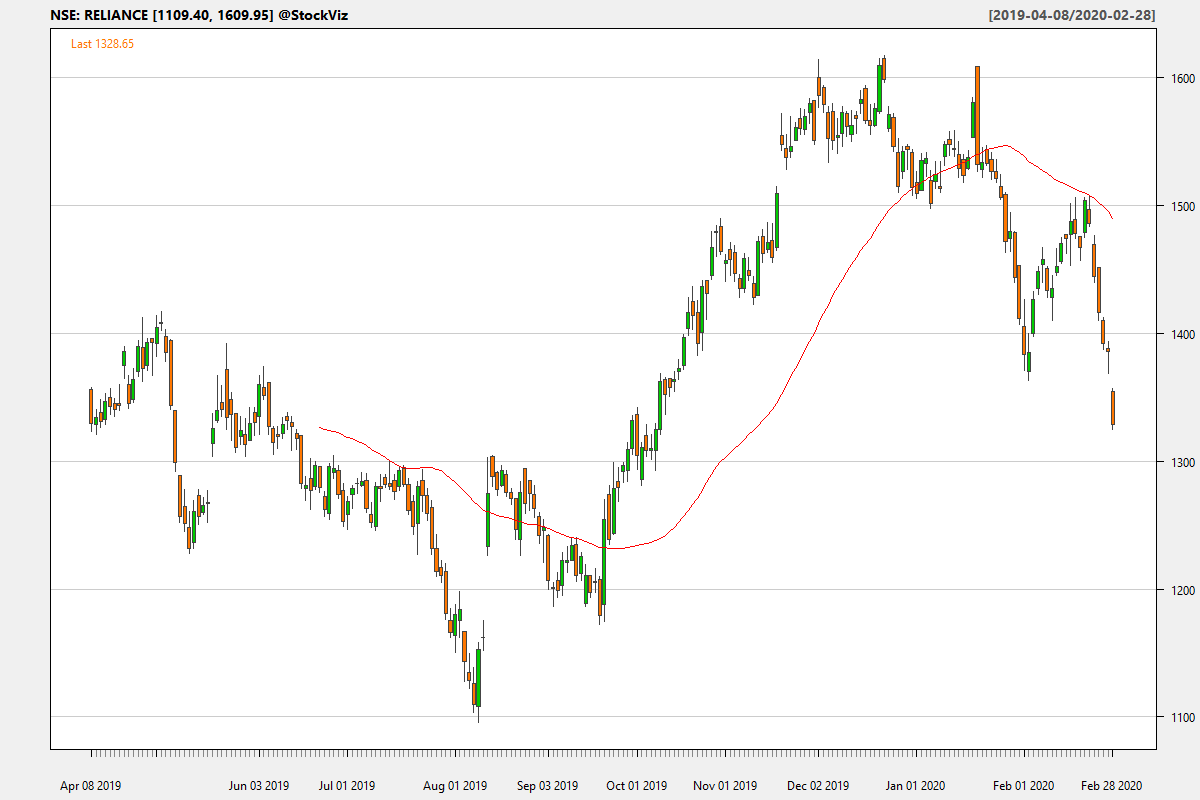 NSE: RELIANCE [1109.40, 1609.95] @StockViz [2019-04-08/2020-02-28]
Last 1328.65
1600
1500
1400
1300
1200
1100
Apr 08 2019 Jun 03 2019 Jul 01 2019 Aug 01 2019 Sep 03 2019 Oct 01 2019 Nov 01 2019 Dec 02 2019 Jan 01 2020 Feb 01 2020 Feb 28 2020